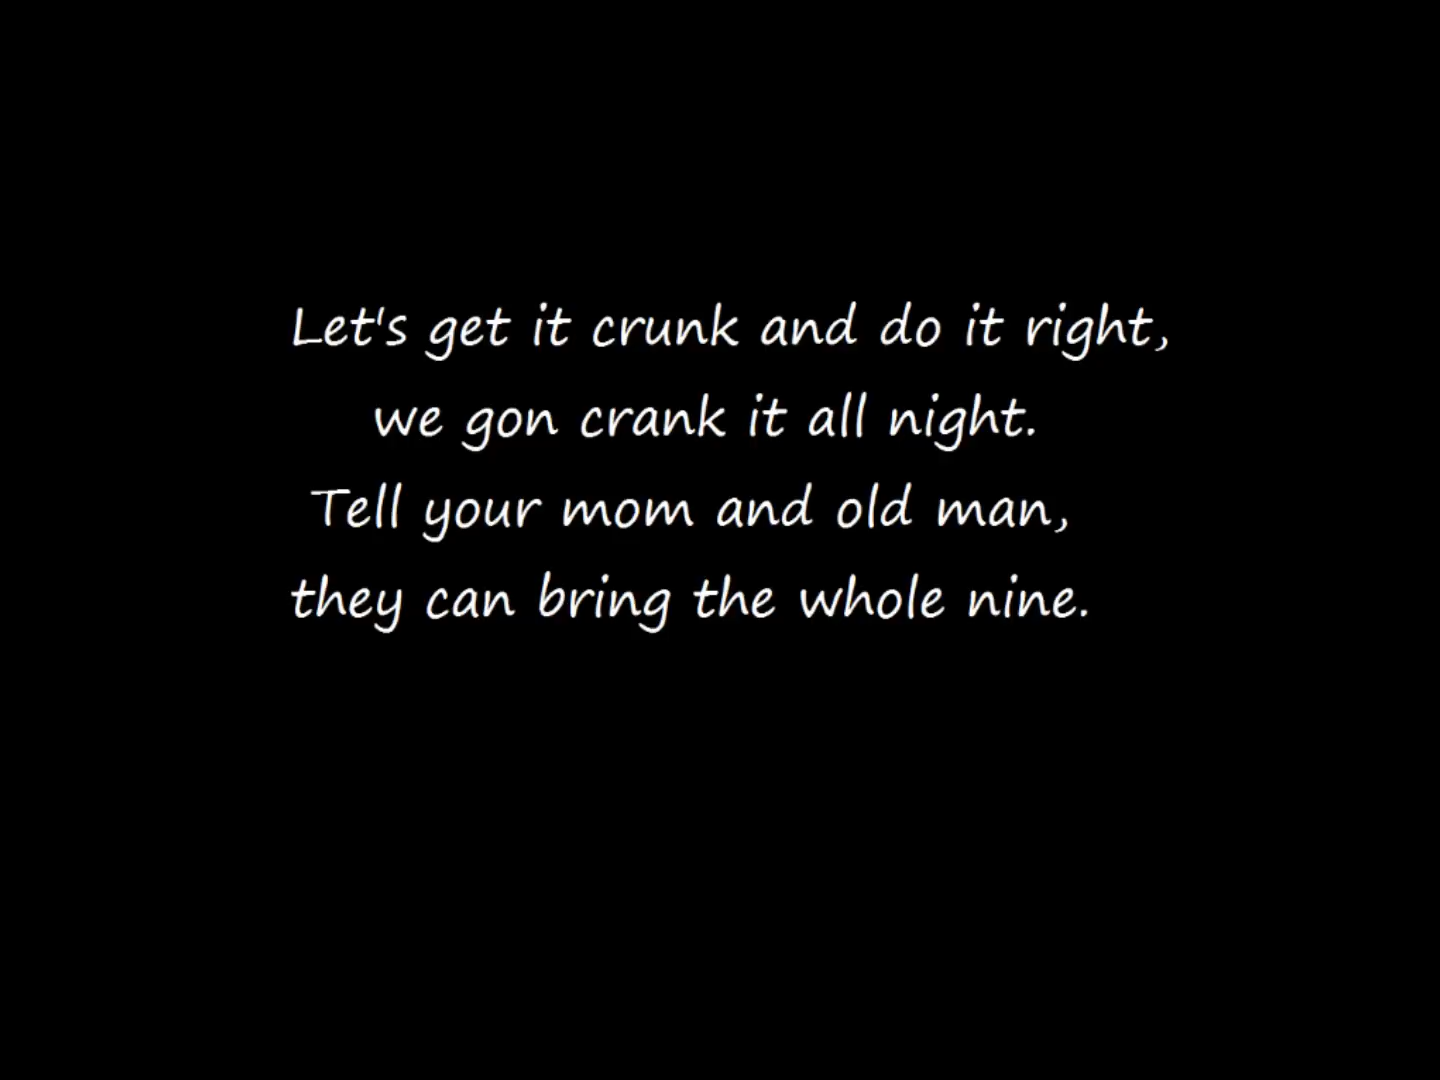 Let's get it crunk and do it right,
we gon crank it all night.
Tell your mom and old man,
they can bring the whole nine.